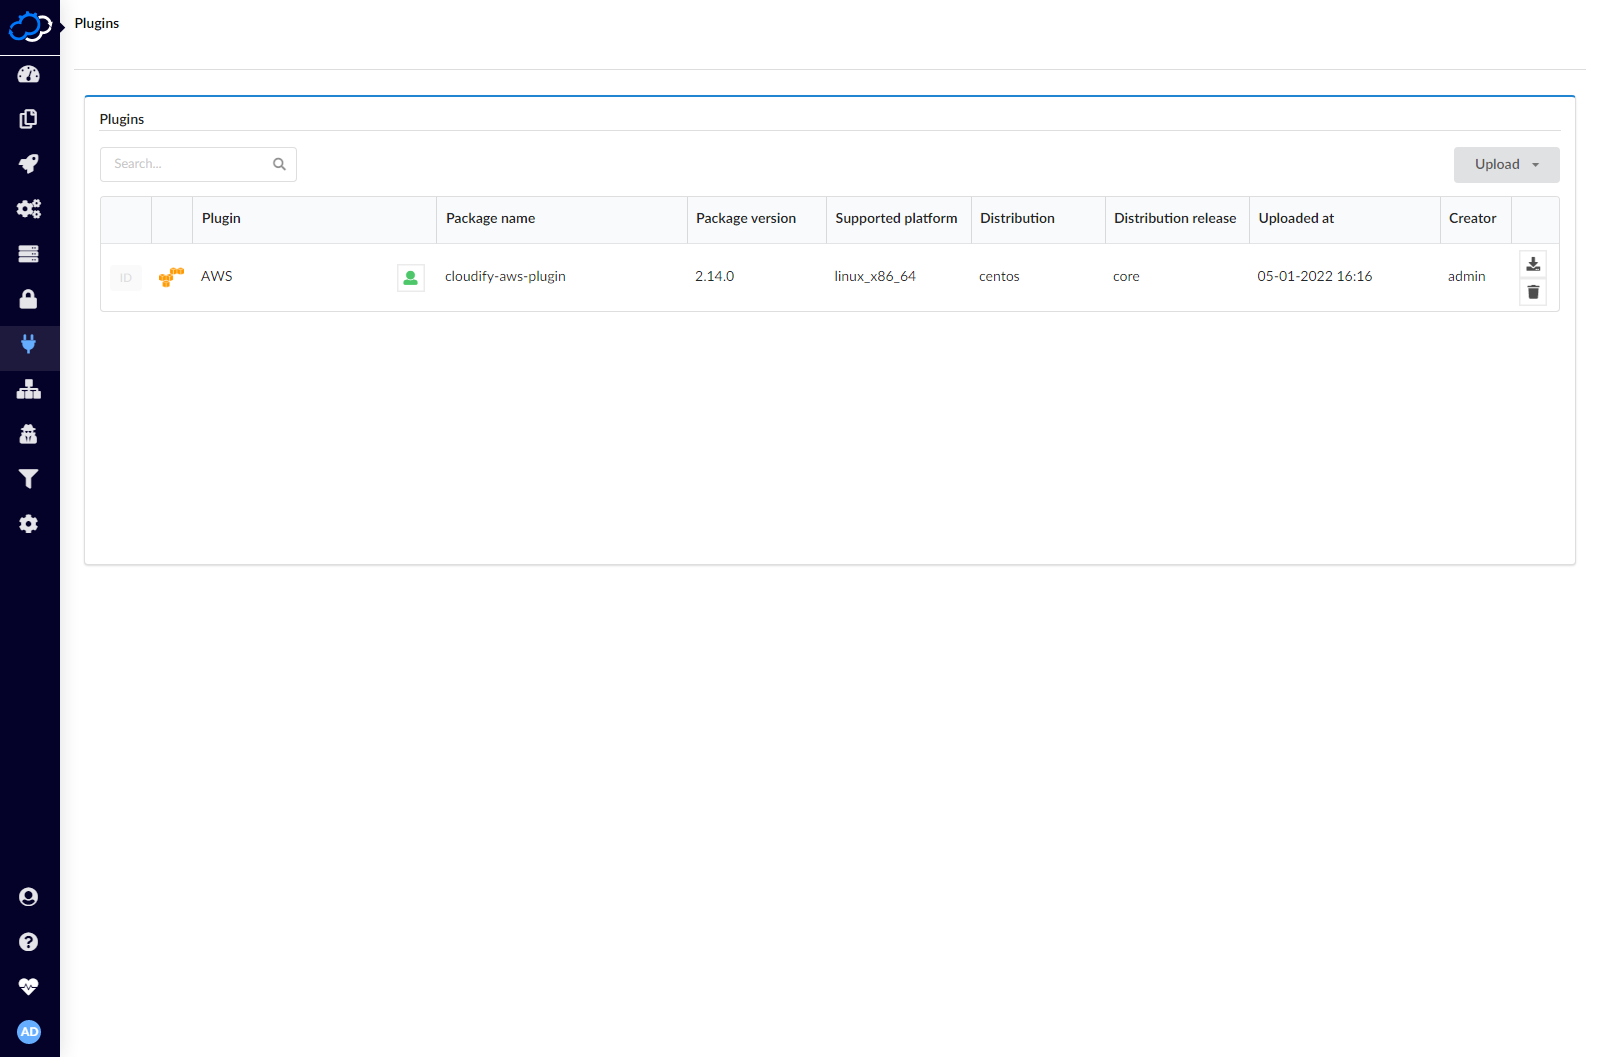 Plugins
Plugins
Search...
Upload
Plugin Package name Package version Supported platform Distribution Distribution release Uploaded at Creator
ID AWS cloudify-aws-plugin 2.14.0 linux_x86_64 centos core 05-01-2022 16:16 admin
AD